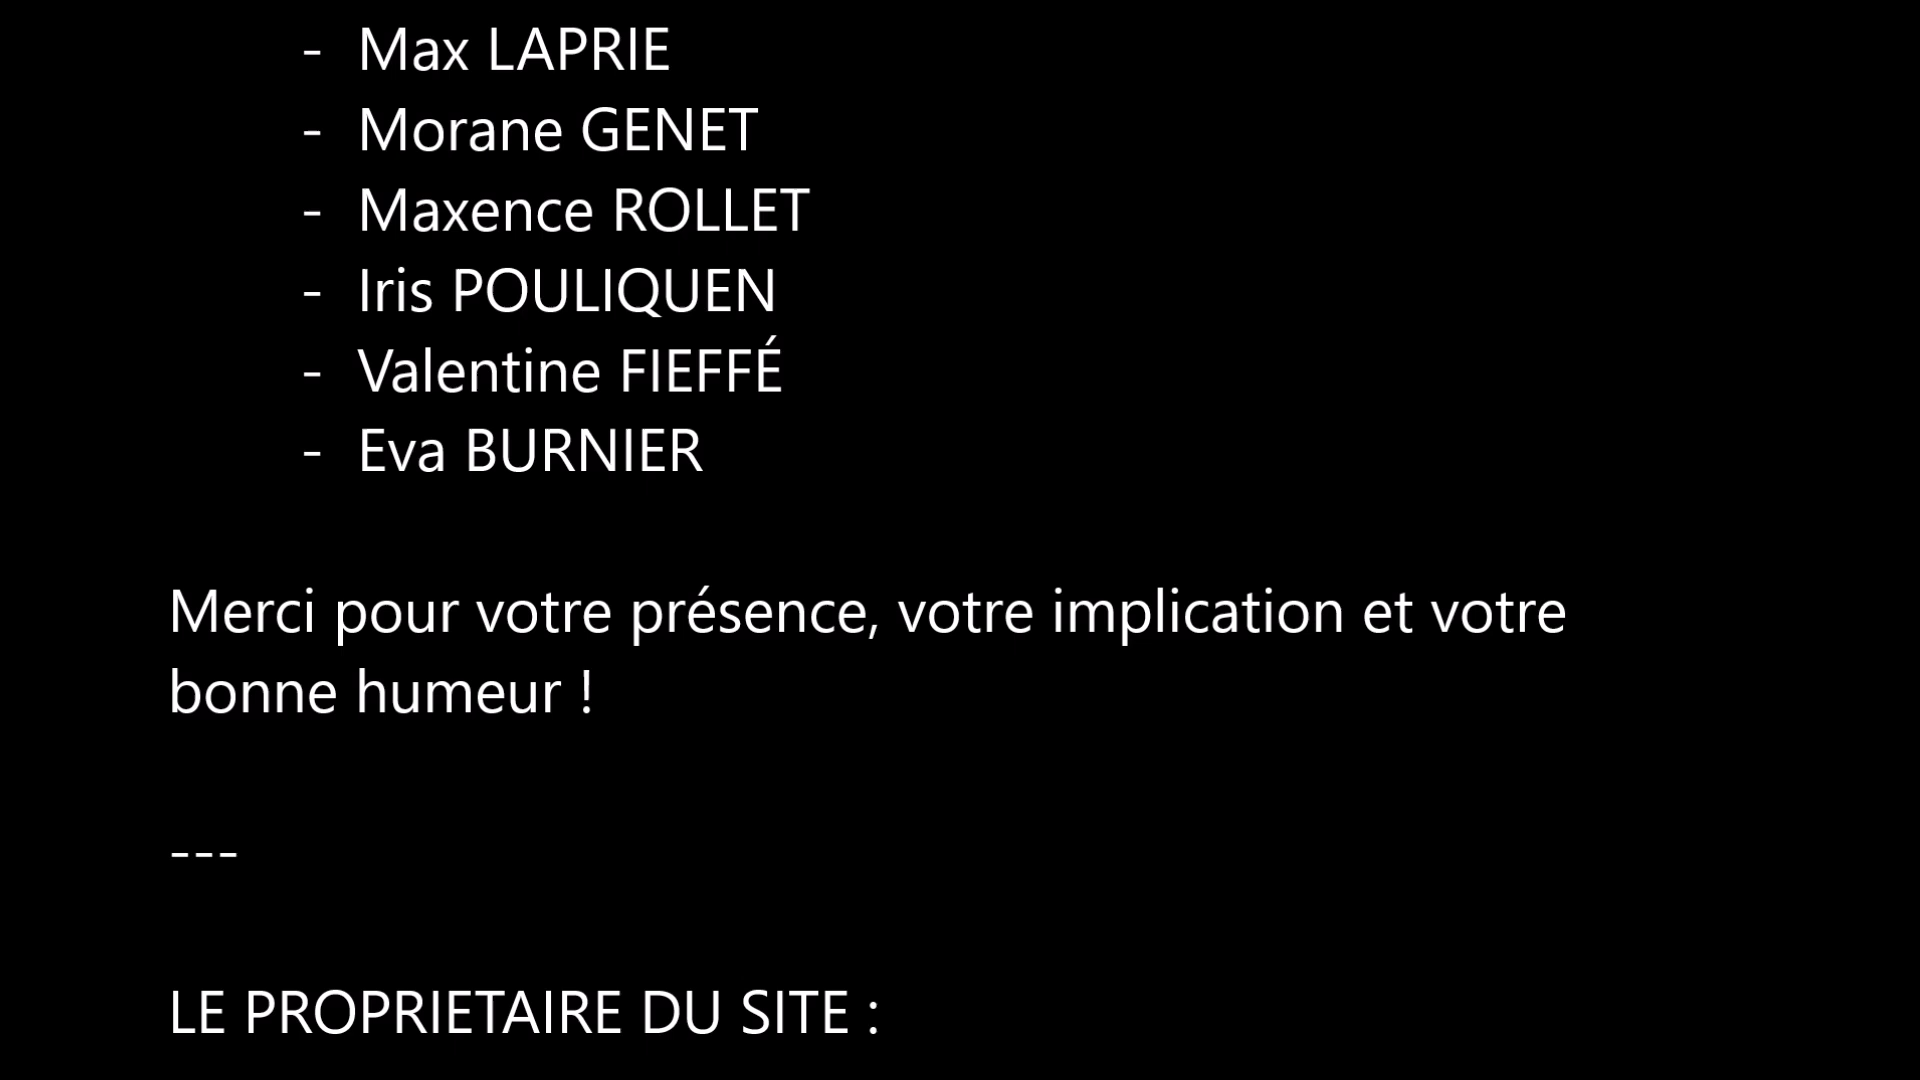 - Max LAPRIE
- Morane GENET
- Maxence ROLLET
- Iris POULIQUEN
- Valentine FIEFFÉ
- Eva BURNIER
Merci pour votre présence, votre implication et votre
bonne humeur !
---
LE PROPRIETAIRE DU SITE :